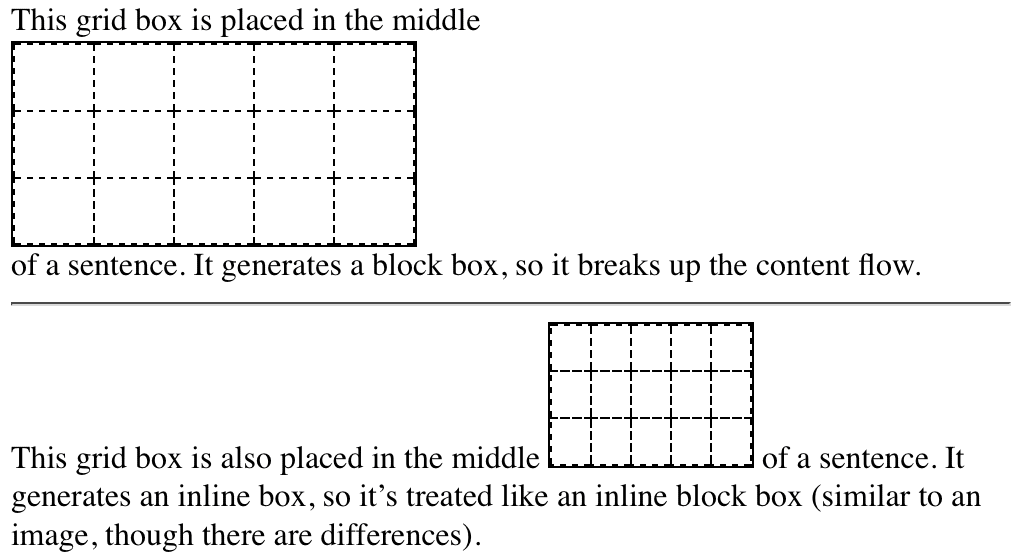 This grid box is placed in the middle
of a sentence. It generates a block box, so it breaks up the content flow.
This grid box is also placed in the middle of a sentence. It
generates an inline box, so it’s treated like an inline block box (similar to an
image, though there are differences).